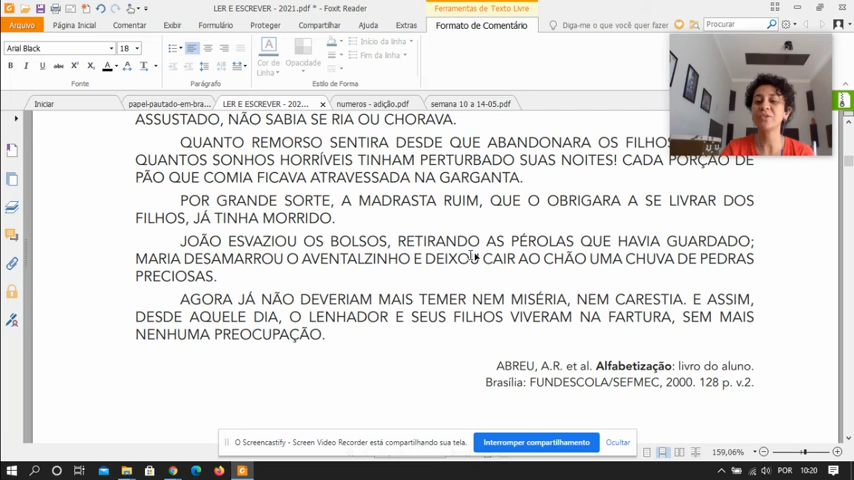 LER E ESCREVER - 2021.pdf * - Foxit Reader
Ferramentas de Texto Livre
Arquivo Página Inicial Comentar Exibir Formulário Proteger Compartilhar Ajuda Extras Formato de Comentário Diga-me o que você quer fazer... Procurar
Arial Black 18
Início da linha
Fim da linha
Cor de Linha Opacidade
Fonte Parágrafo Estilo de Comentário
Iniciar papel-pautado-em-bra... LER E ESCREVER - 202... numeros - adição.pdf semana 10 a 14-05.pdf
ASSUSTADO, NÃO SABIA SE RIA OU CHORAVA.
QUANTO REMORSO SENTIRA DESDE QUE ABANDONARA OS FILHOS
QUANTOS SONHOS HORRÍVEIS TINHAM PERTURBADO SUAS NOITES! CADA PORÇÃO DE
PÃO QUE COMIA FICAVA ATRAVESSADA NA GARGANTA.
POR GRANDE SORTE, A MADRASTA RUIM, QUE O OBRIGARA A SE LIVRAR DOS
FILHOS, JÁ TINHA MORRIDO.
JOÃO ESVAZIOU OS BOLSOS, RETIRANDO AS PÉROLAS QUE HAVIA GUARDADO;
MARIA DESAMARROU O AVENTALZINHO E DEIXOU CAIR AO CHÃO UMA CHUVA DE PEDRAS
PRECIOSAS.
AGORA JÁ NÃO DEVERIAM MAIS TEMER NEM MISÉRIA, NEM CARESTIA. E ASSIM,
DESDE AQUELE DIA, O LENHADOR E SEUS FILHOS VIVERAM NA FARTURA, SEM MAIS
NENHUMA PREOCUPAÇÃO.
ABREU, A.R. et al. Alfabetização: livro do aluno.
Brasília: FUNDESCOLA/SEFMEC, 2000. 128 p. v.2.
O Screencastify - Screen Video Recorder está compartilhando sua tela. Interromper compartilhamento Ocultar
159,06%
POR 10:20